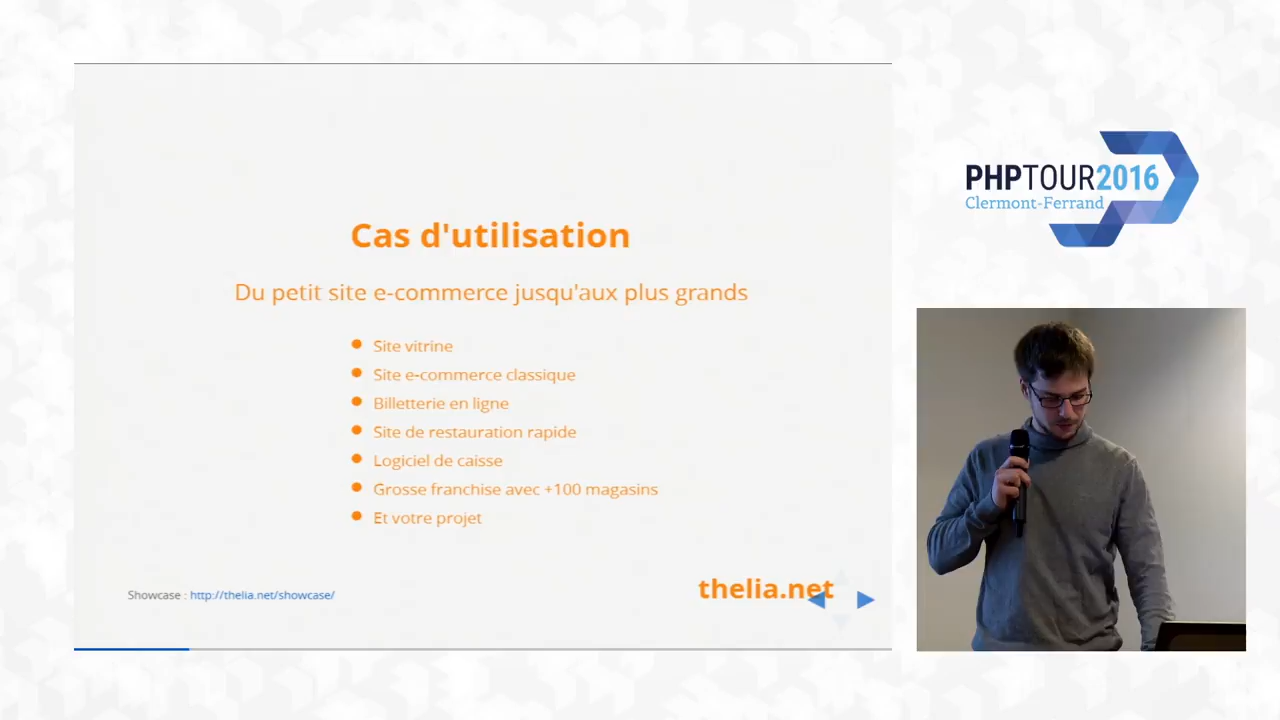 Cas d'utilisation
Du petit site e-commerce jusqu'aux plus grands
Site vitrine
Site e-commerce classique
Billetterie en ligne
Site de restauration rapide
Logiciel de caisse
Grosse franchise avec +100 magasins
Et votre projet
Showcase : http://thelia.net/showcase/
thelia.net
PHPTOUR2016
Clermont-Ferrand